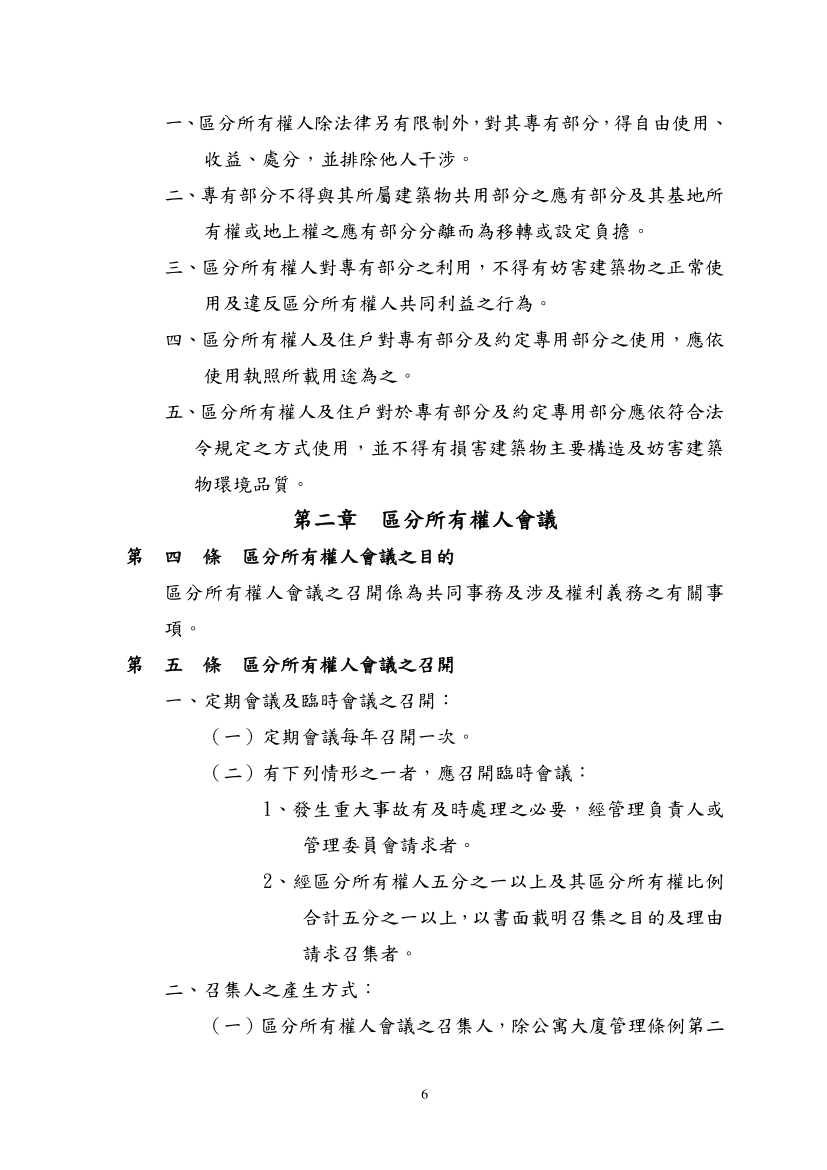 一、區分所有權人除法律另有限制外，對其專有部分，得自由使用、
收益、處分，並排除他人干涉。
二、專有部分不得與其所屬建築物共用部分之應有部分及其基地所
有權或地上權之應有部分分離而為移轉或設定負擔。
三、區分所有權人對專有部分之利用，不得有妨害建築物之正常使
用及違反區分所有權人共同利益之行為。
四、區分所有權人及住戶對專有部分及約定專用部分之使用，應依
使用執照所載用途為之。
五、區分所有權人及住戶對於專有部分及約定專用部分應依符合法
令規定之方式使用，並不得有損害建築物主要構造及妨害建築
物環境品質。
第二章　區分所有權人會議
第　四　條　區分所有權人會議之目的
區分所有權人會議之召開係為共同事務及涉及權利義務之有關事
項。
第　五　條　區分所有權人會議之召開
一、定期會議及臨時會議之召開：
（一）定期會議每年召開一次。
（二）有下列情形之一者，應召開臨時會議：
1、發生重大事故有及時處理之必要，經管理負責人或
管理委員會請求者。
2、經區分所有權人五分之一以上及其區分所有權比例
合計五分之一以上，以書面載明召集之目的及理由
請求召集者。
二、召集人之產生方式：
（一）區分所有權人會議之召集人，除公寓大廈管理條例第二
6